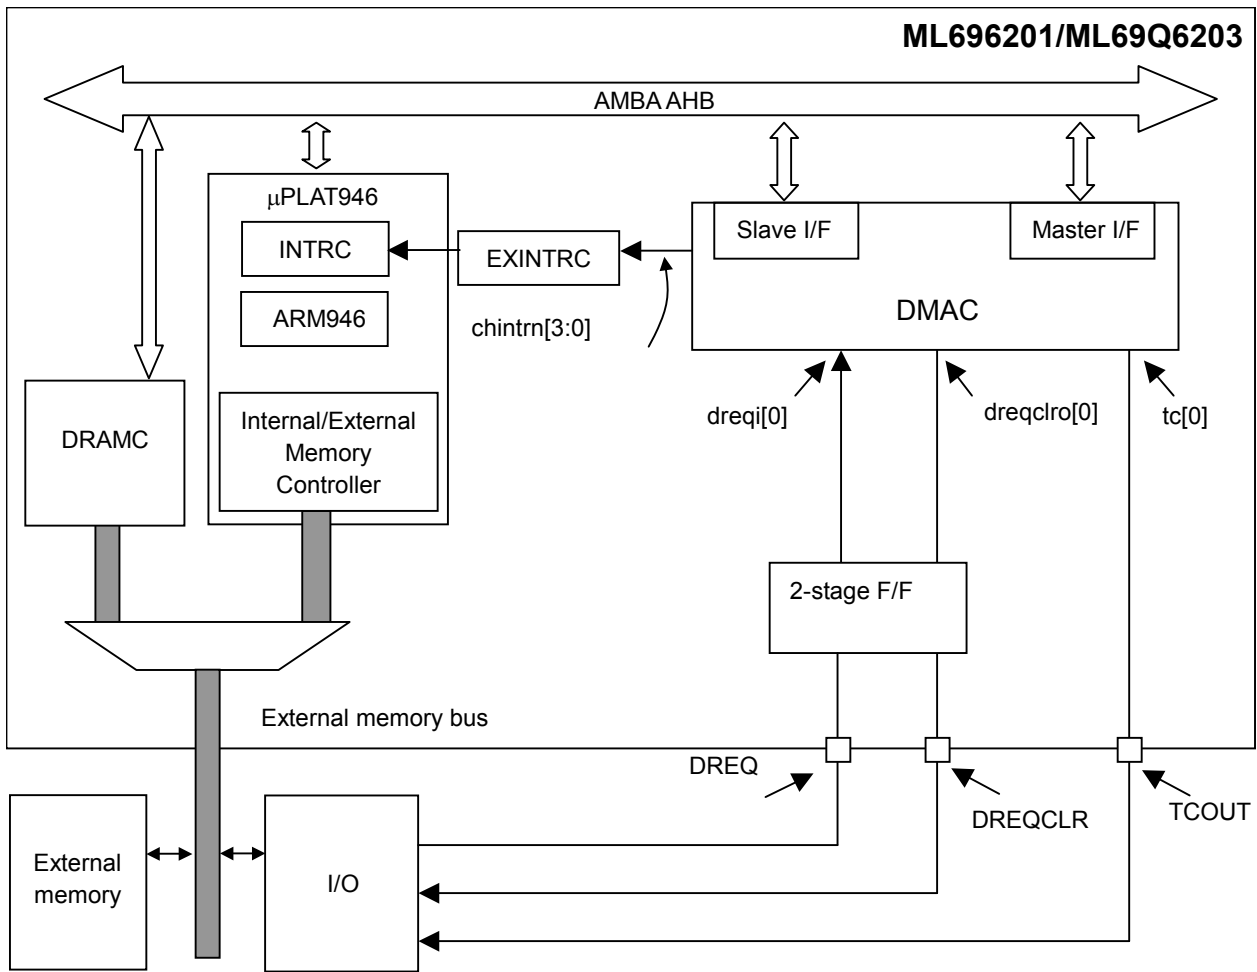 ML696201/ML69Q6203
AMBA AHB
μPLAT946
INTRC
ARM946
EXINTRC
chintrn[3:0]
Slave I/F
Master I/F
DMAC
dreqi[0]
dreqclro[0]
tc[0]
DRAMC
Internal/External
Memory
Controller
2-stage F/F
External memory bus
DREQ
DREQCLR
TCOUT
External
memory
I/O